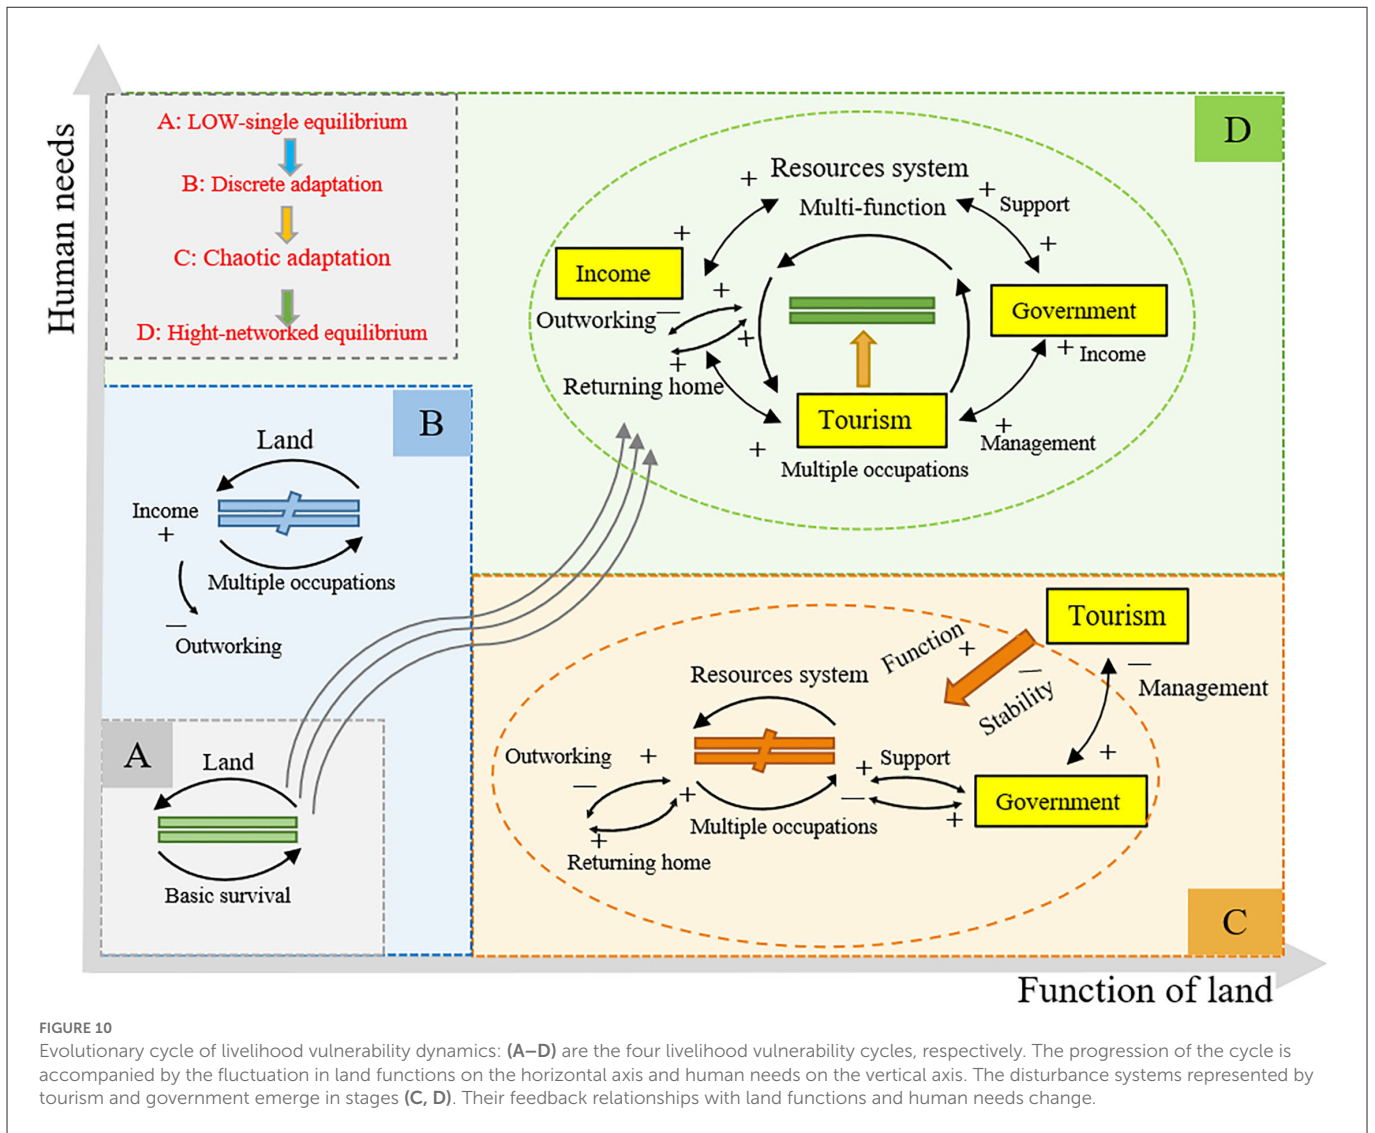 Human needs
A: LOW-single equilibrium
B: Discrete adaptation
C: Chaotic adaptation
D: Hight-networked equilibrium
D
+ Resources system +
Multi-function
Support
+
+
Income
+
Outworking
—
+
+
Returning home
Government
+ Income
Tourism
+
+
Management
Multiple occupations
B
Land
Income
+
Multiple occupations
—
Outworking
A
Land
Basic survival
Tourism
Function
+
—
Stability
—
Management
+
Resources system
Outworking
+
—
+
+
Returning home
Multiple occupations
+
Support
—
+
Government
C
Function of land
FIGURE 10
Evolutionary cycle of livelihood vulnerability dynamics: (A–D) are the four livelihood vulnerability cycles, respectively. The progression of the cycle is
accompanied by the fluctuation in land functions on the horizontal axis and human needs on the vertical axis. The disturbance systems represented by
tourism and government emerge in stages (C, D). Their feedback relationships with land functions and human needs change.